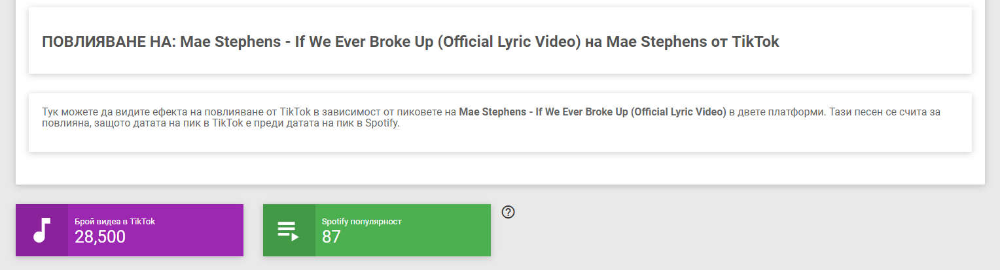 ПОВЛИЯВАНЕ НА: Mae Stephens - If We Ever Broke Up (Official Lyric Video) на Mae Stephens от TikTok
Тук можете да видите ефекта на повлияване от TikTok в зависимост от пиковете на Mae Stephens - If We Ever Broke Up (Official Lyric Video) в двете платформи. Тази песен се счита за
повлияна, защото датата на пик в TikTok е преди датата на пик в Spotify.
Брой видеа в TikTok
28,500
Spotify популярност
87